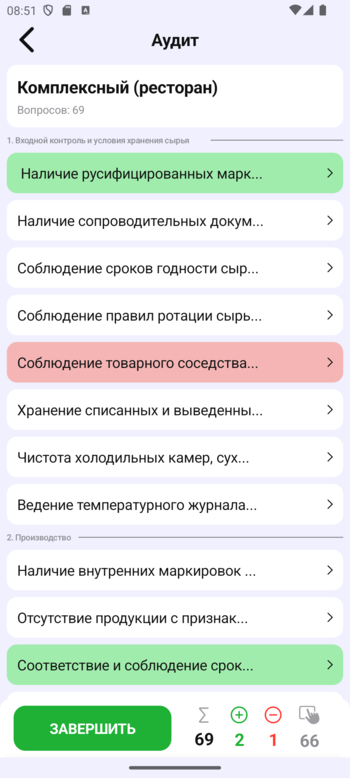 08:51
Аудит
Комплексный (ресторан)
Вопросов: 69
1. Входной контроль и условия хранения сырья
Наличие русифицированных марк...
Наличие сопроводительных докум...
Соблюдение сроков годности сыр...
Соблюдение правил ротации сырь...
Соблюдение товарного соседства...
Хранение списанных и выведенны...
Чистота холодильных камер, сух...
Ведение температурного журнала...
2. Производство
Наличие внутренних маркировок ...
Отсутствие продукции с признак...
Соответствие и соблюдение срок...
ЗАВЕРШИТЬ
69 2 1 66